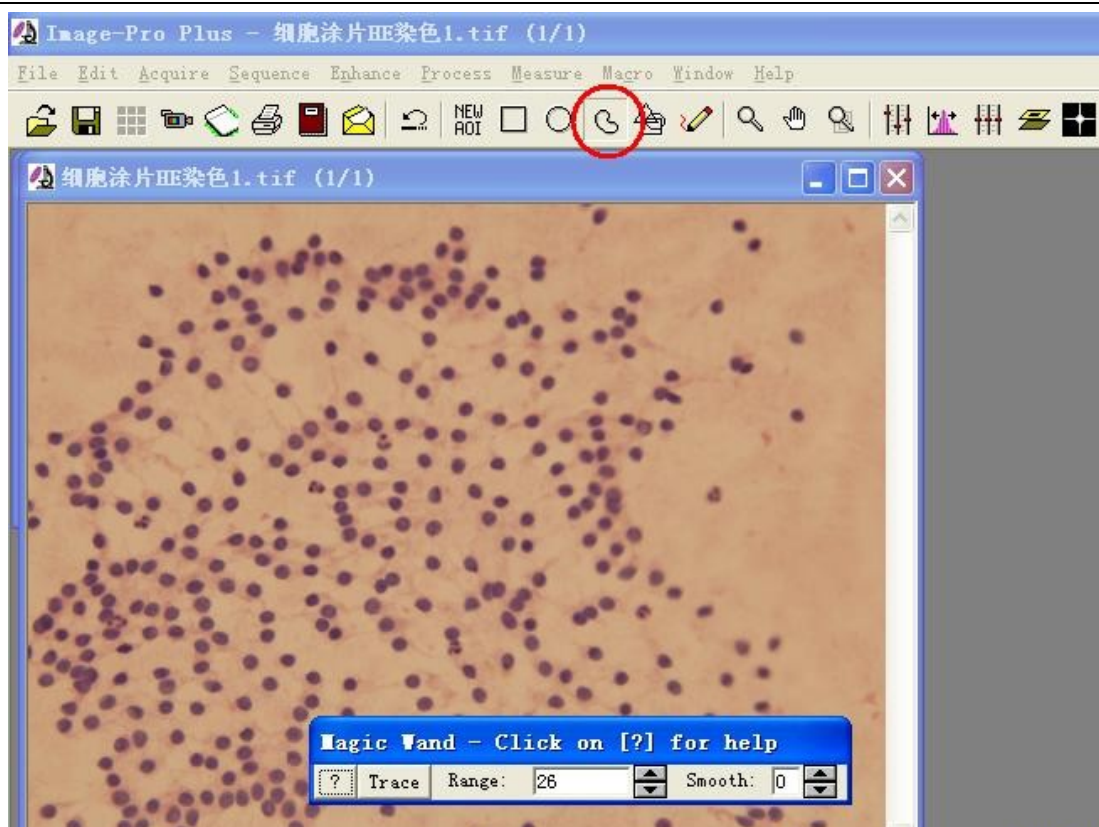 Image-Pro Plus - 细胞涂片HE染色1.tif (1/1)
File Edit Acquire Sequence Enhance Process Measure Macro Window Help
NEW
AOI
细胞涂片HE染色1.tif (1/1)
Magic Wand - Click on [?] for help
? Trace Range: 26 Smooth: 0